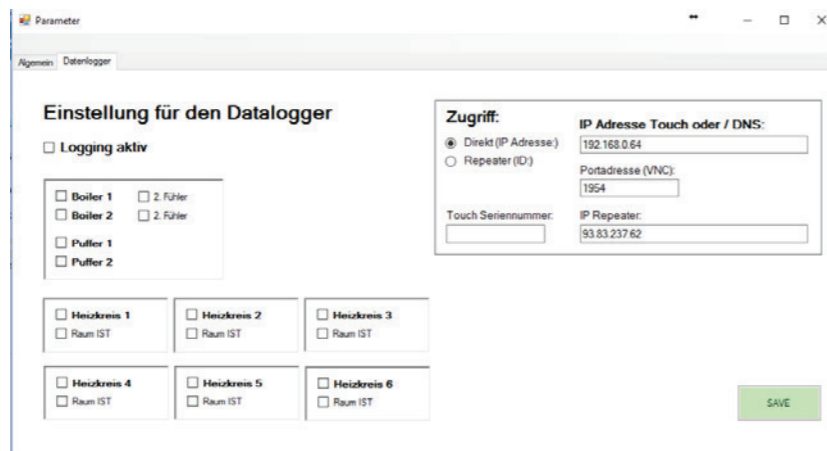 Parameter
Algemein Datenlogger
Einstellung für den Datalogger
Logging aktiv
Boiler 1 2. Fühler
Boiler 2 2. Fühler
Puffer 1
Puffer 2
Heizkreis 1 Heizkreis 2 Heizkreis 3
Raum IST Raum IST Raum IST
Heizkreis 4 Heizkreis 5 Heizkreis 6
Raum IST Raum IST Raum IST
Zugriff:
IP Adresse Touch oder / DNS:
Direkt (IP Adresse:) 192.168.0.64
Repeater (ID:)
Portadresse (VNC):
1954
Touch Seriennummer: IP Repeater:
93.83.237.62
SAVE